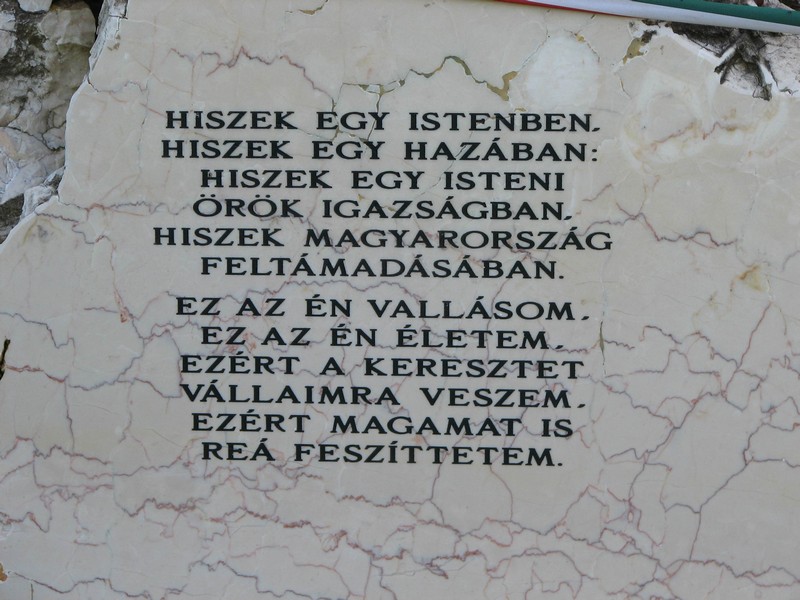 HISZEK EGY ISTENBEN,
HISZEK EGY HAZÁBAN:
HISZEK EGY ISTENI
ÖRÖK IGAZSÁGBAN,
HISZEK MAGYARORSZÁG
FELTÁMADÁSÁBAN.
EZ AZ ÉN VALLÁSOM,
EZ AZ ÉN ÉLETEM,
EZÉRT A KERESZTET
VÁLLAIMRA VESZEM,
EZÉRT MAGAMAT IS
REÁ FESZÍTTETEM.